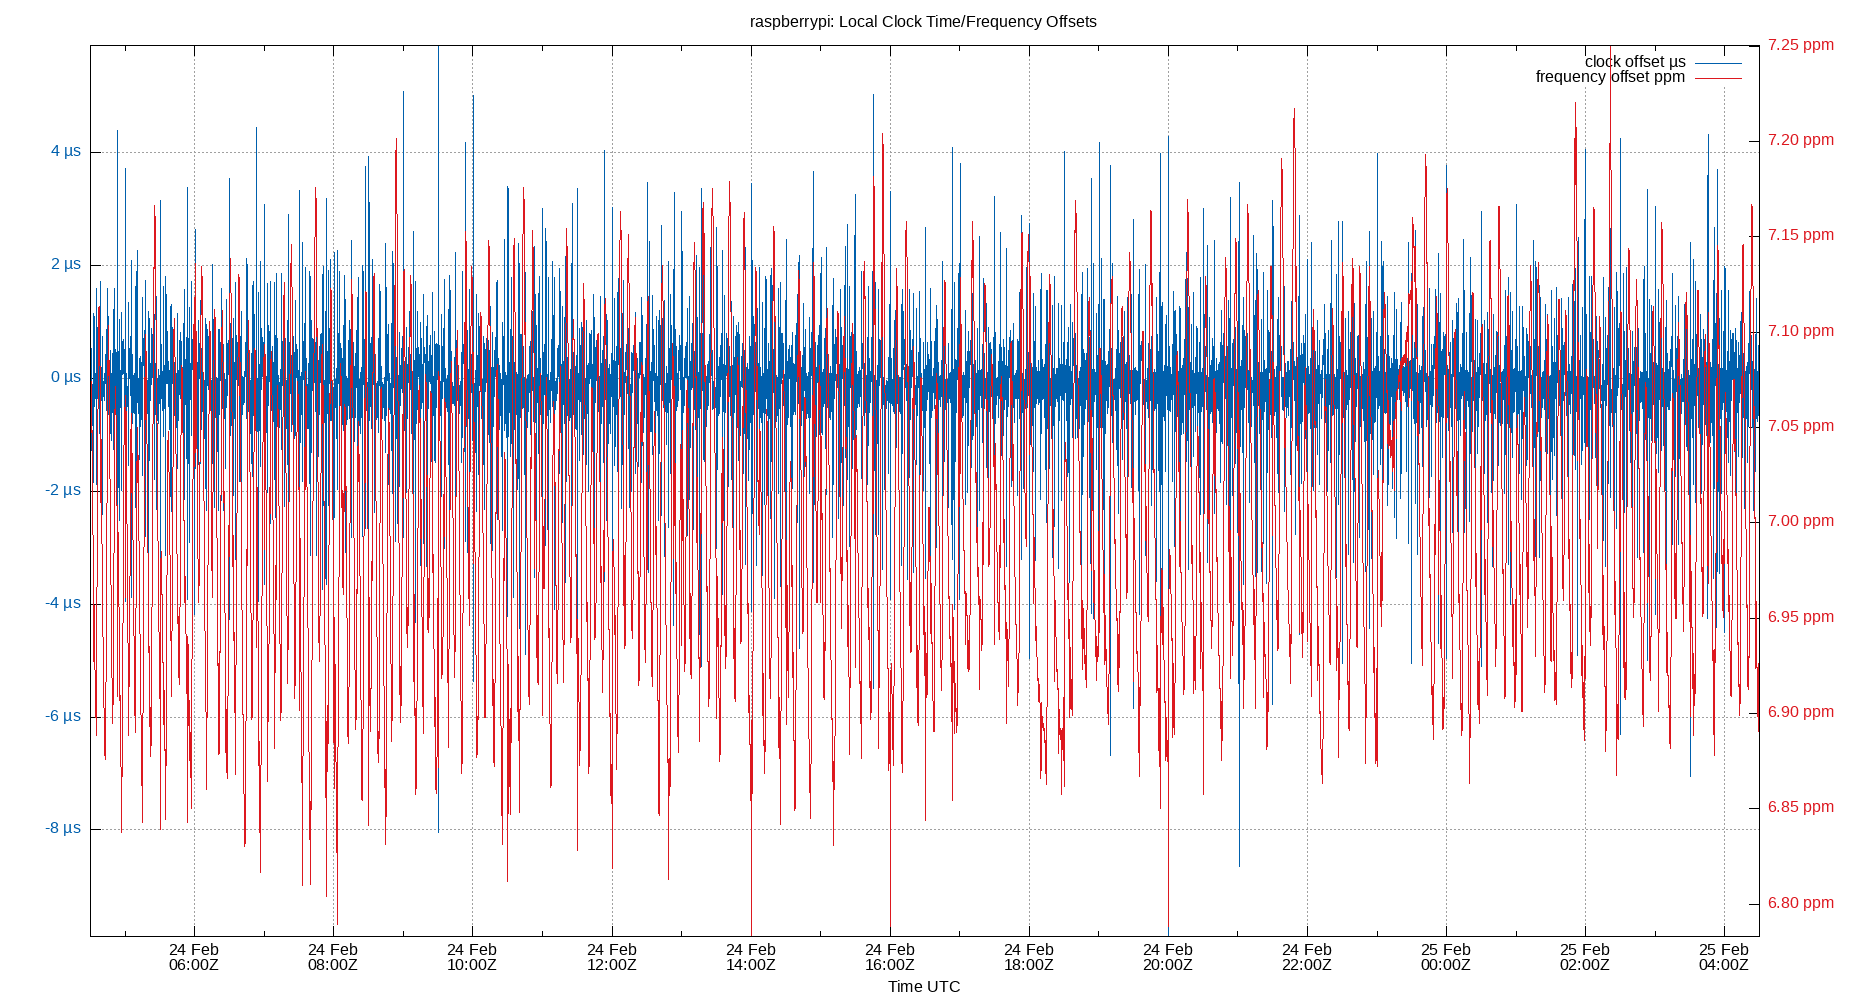 raspberrypi: Local Clock Time/Frequency Offsets
clock offset µs
frequency offset ppm
4 µs
2 µs
0 µs
-2 µs
-4 µs
-6 µs
-8 µs
7.25 ppm
7.20 ppm
7.15 ppm
7.10 ppm
7.05 ppm
7.00 ppm
6.95 ppm
6.90 ppm
6.85 ppm
6.80 ppm
24 Feb
06:00Z
24 Feb
08:00Z
24 Feb
10:00Z
24 Feb
12:00Z
24 Feb
14:00Z
24 Feb
16:00Z
24 Feb
18:00Z
24 Feb
20:00Z
24 Feb
22:00Z
25 Feb
00:00Z
25 Feb
02:00Z
25 Feb
04:00Z
Time UTC